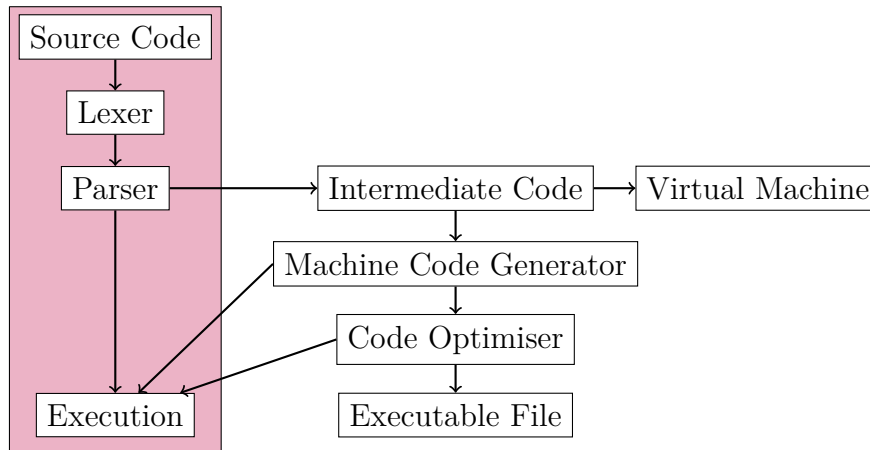 Source Code
Lexer
Parser
Intermediate Code
Virtual Machine
Machine Code Generator
Code Optimiser
Execution
Executable File